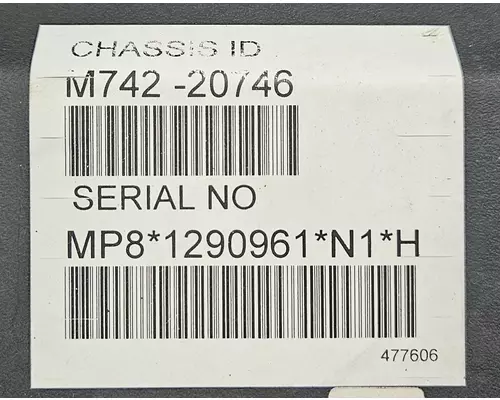 CHASSIS ID
M742 -20746
SERIAL NO
MP8*1290961*N1*H
477606